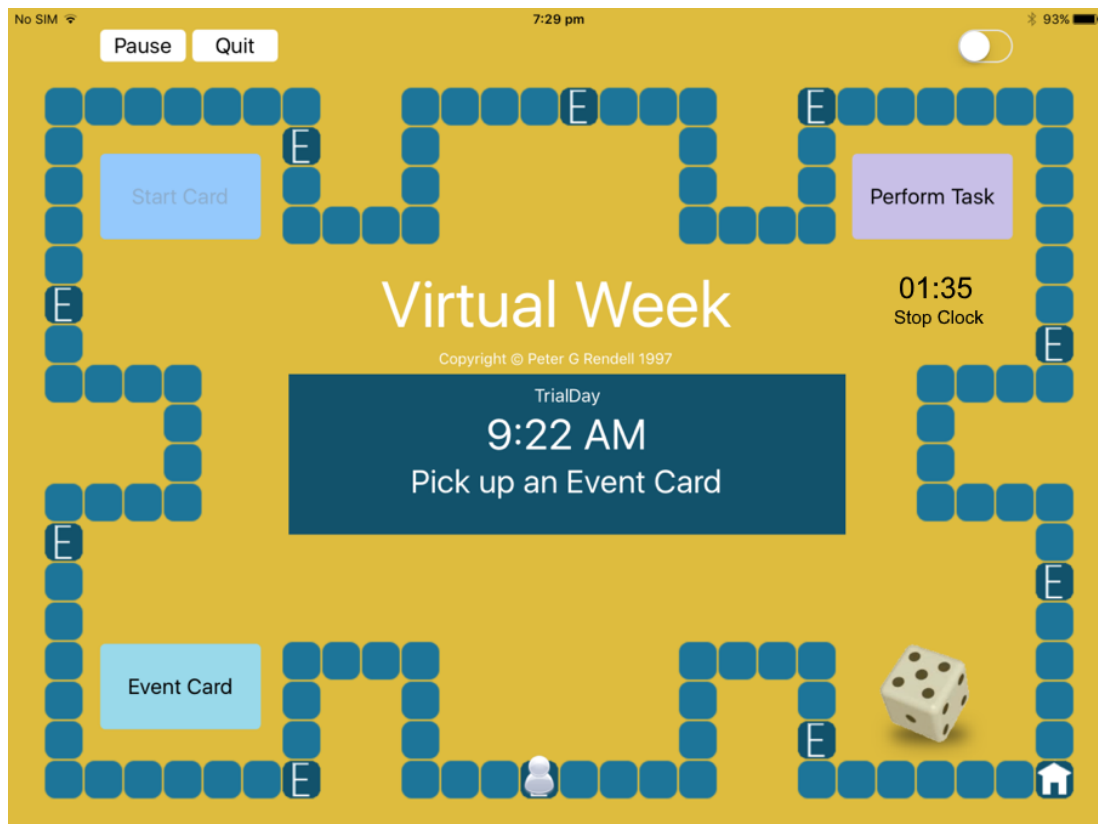 No SIM 7:29 pm 93%
Pause Quit
E E
E
Start Card Perform Task
E
Virtual Week
01:35
Stop Clock
E
Copyright © Peter G Rendell 1997
TrialDay
9:22 AM
Pick up an Event Card
E
E
Event Card
E
E